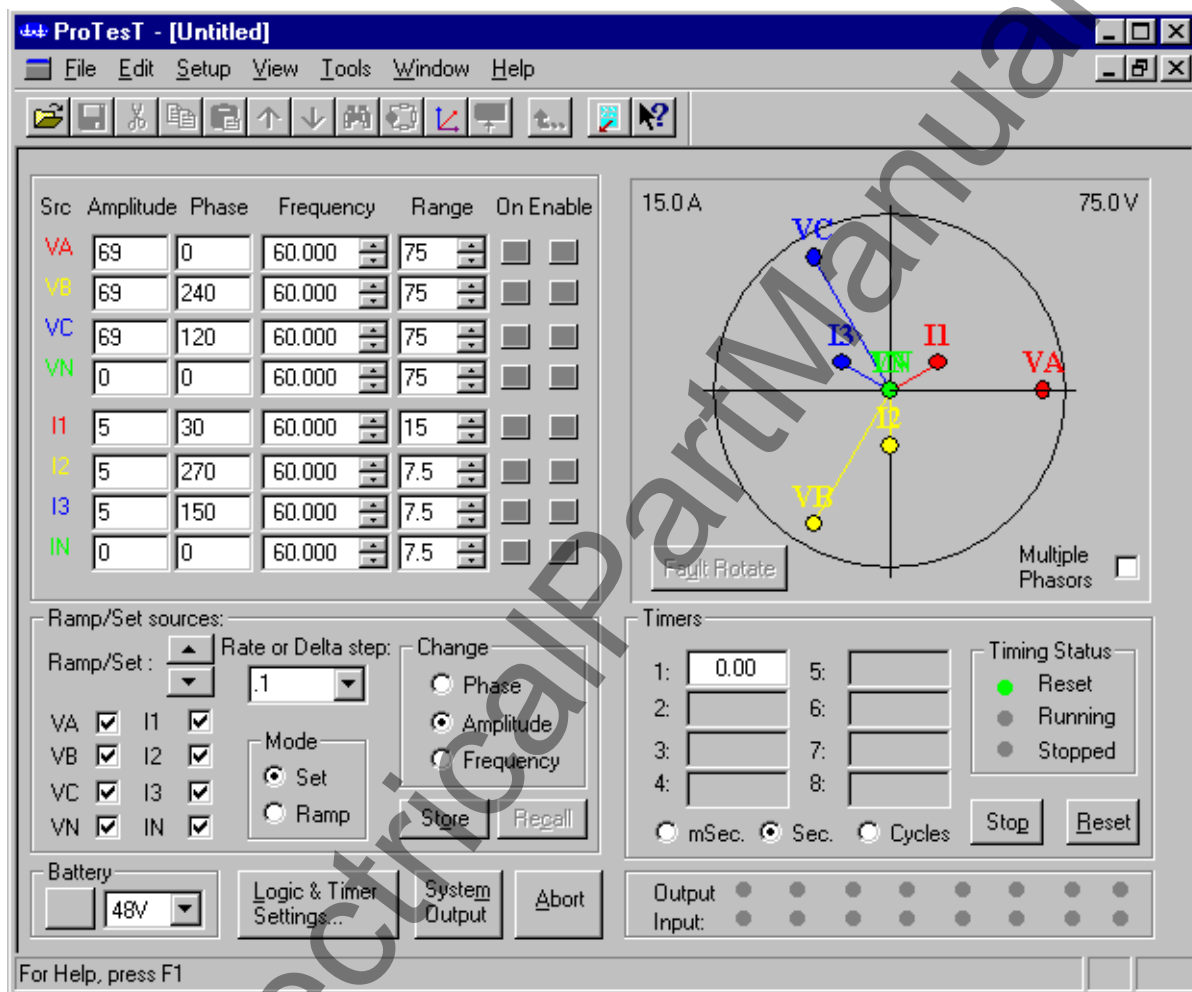 ProTesT - [Untitled]
File Edit Setup View Tools Window Help
Src Amplitude Phase Frequency Range On Enable
VA 69 0 60.000 75
VB 69 240 60.000 75
VC 69 120 60.000 75
VN 0 0 60.000 75
I1 5 30 60.000 15
I2 5 270 60.000 7.5
I3 5 150 60.000 7.5
IN 0 0 60.000 7.5
15.0 A 75.0 V
VC
I3 VN I1 VA
I2
VB
Fault Rotate
Multiple
Phasors
Ramp/Set sources:
Ramp/Set :
Rate or Delta step:
.1
VA I1
VB I2
VC I3
VN IN
Mode
Set
Ramp
Change
Phase
Amplitude
Frequency
Store Recall
Timers
1: 0.00 5:
2: 6:
3: 7:
4: 8:
mSec. Sec. Cycles
Timing Status
Reset
Running
Stopped
Stop Reset
Battery
48V
Logic & Timer
Settings...
System
Output
Abort
Output
Input:
For Help, press F1
ectricalPartManual